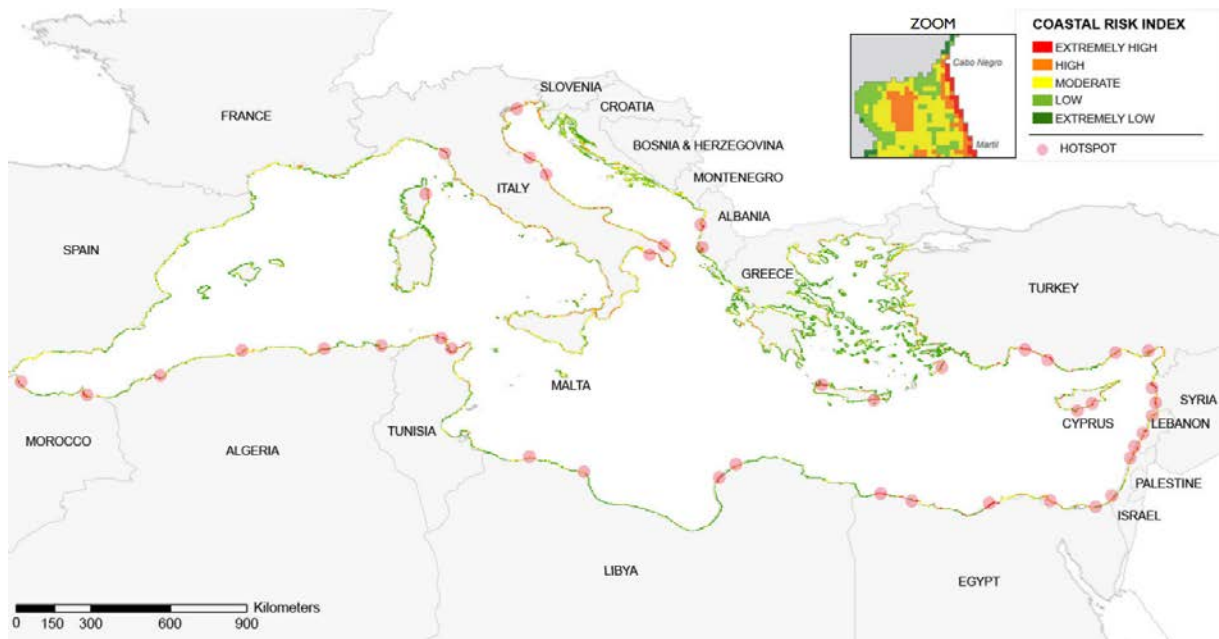 ZOOM
Cabo Negro
Martil
COASTAL RISK INDEX
EXTREMELY HIGH
HIGH
MODERATE
LOW
EXTREMELY LOW
HOTSPOT
SLOVENIA
CROATIA
FRANCE
BOSNIA & HERZEGOVINA
MONTENEGRO
ITALY
ALBANIA
SPAIN
GREECE
TURKEY
MALTA
SYRIA
CYPRUS
LEBANON
MOROCCO
ALGERIA
TUNISIA
PALESTINE
ISRAEL
LIBYA
EGYPT
Kilometers
0 150 300 600 900